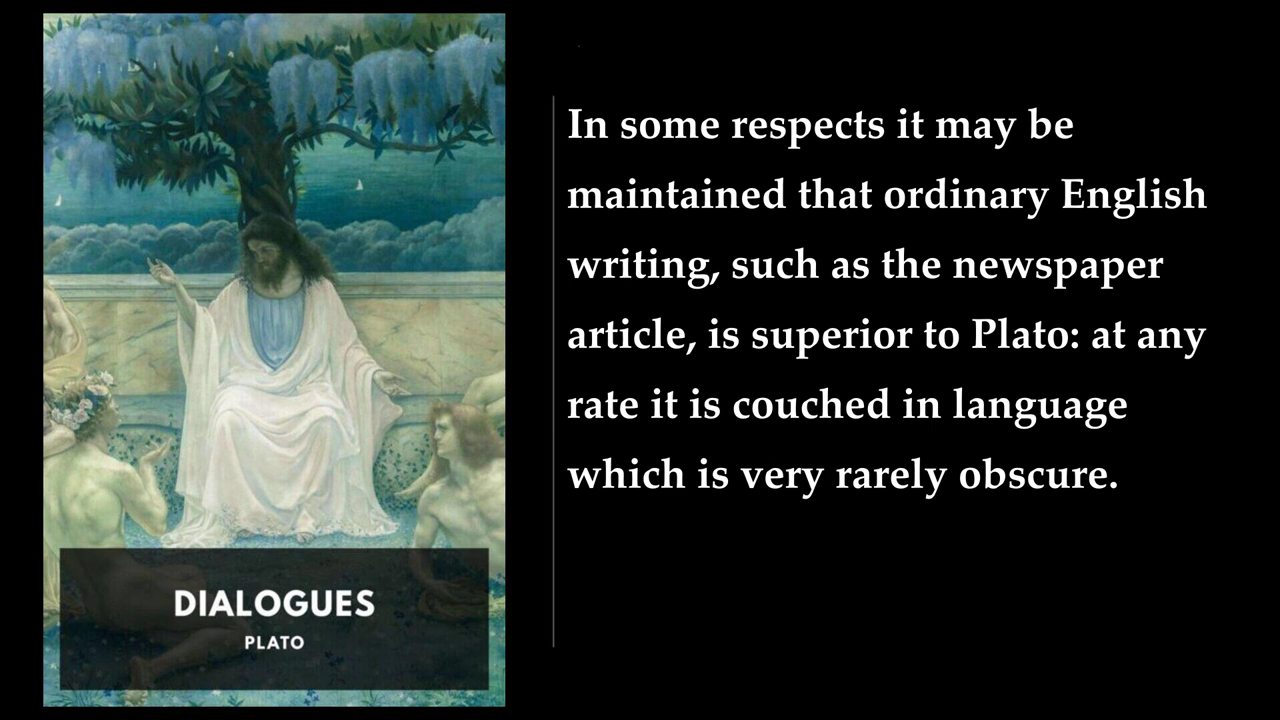 DIALOGUES
PLATO
In some respects it may be
maintained that ordinary English
writing, such as the newspaper
article, is superior to Plato: at any
rate it is couched in language
which is very rarely obscure.